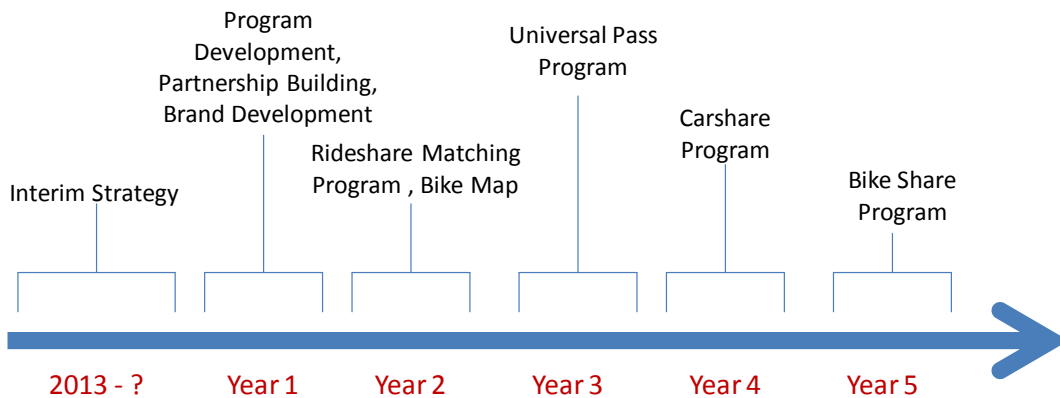 Program
Development,
Partnership Building,
Brand Development
Universal Pass
Program
Carshare
Program
Rideshare Matching
Program , Bike Map
Interim Strategy
Bike Share
Program
2013 - ?
Year 1
Year 2
Year 3
Year 4
Year 5